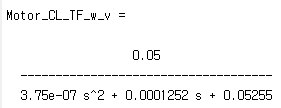 Motor_CL_TF_w_v =
0.05
-----------------------------------
3.75e-07 s^2 + 0.0001252 s + 0.05255